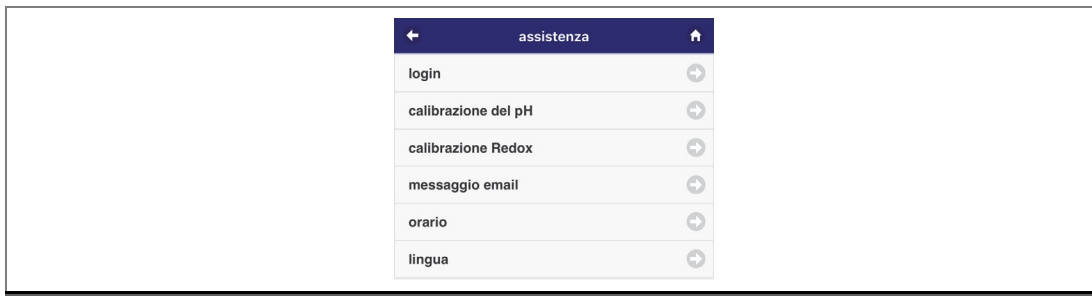 assistenza
login
calibrazione del pH
calibrazione Redox
messaggio email
orario
lingua